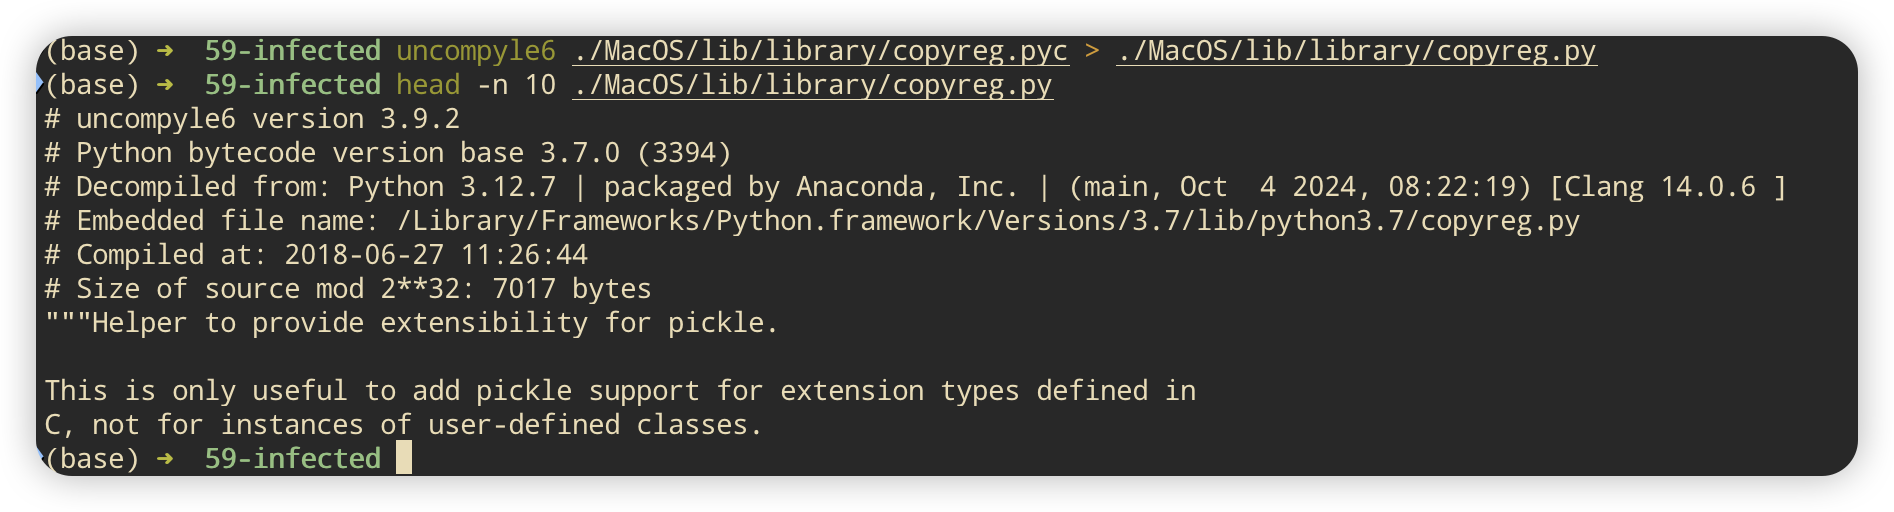 (base) ➜  59-infected uncompyle6 ./MacOS/lib/library/copyreg.pyc > ./MacOS/lib/library/copyreg.py
(base) ➜  59-infected head -n 10 ./MacOS/lib/library/copyreg.py
# uncompyle6 version 3.9.2
# Python bytecode version base 3.7.0 (3394)
# Decompiled from: Python 3.12.7 | packaged by Anaconda, Inc. | (main, Oct  4 2024, 08:22:19) [Clang 14.0.6 ]
# Embedded file name: /Library/Frameworks/Python.framework/Versions/3.7/lib/python3.7/copyreg.py
# Compiled at: 2018-06-27 11:26:44
# Size of source mod 2**32: 7017 bytes
"""Helper to provide extensibility for pickle.

This is only useful to add pickle support for extension types defined in
C, not for instances of user-defined classes.
(base) ➜  59-infected